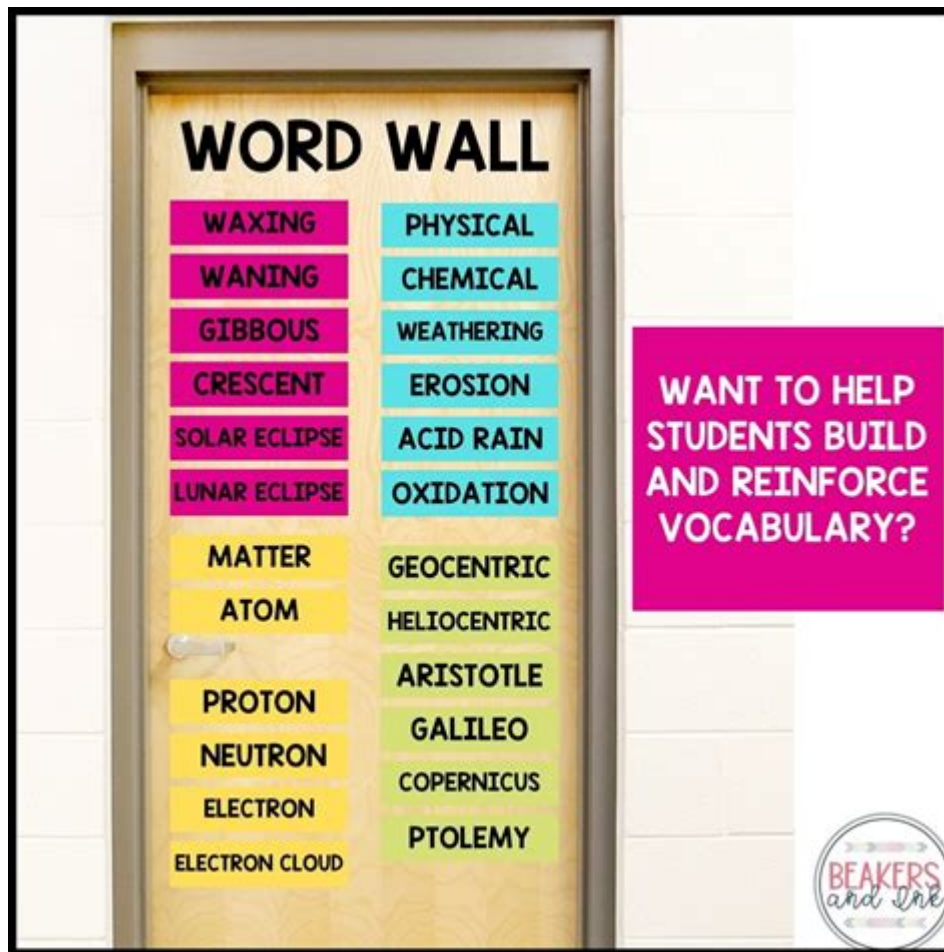 WORD WALL
WAXING
WANING
GIBBOUS
CRESCENT
SOLAR ECLIPSE
LUNAR ECLIPSE
MATTER
ATOM
PROTON
NEUTRON
ELECTRON
ELECTRON CLOUD
PHYSICAL
CHEMICAL
WEATHERING
EROSION
ACID RAIN
OXIDATION
GEOCENTRIC
HELIOCENTRIC
ARISTOTLE
GALILEO
COPERNICUS
PTOLEMY
WANT TO HELP
STUDENTS BUILD
AND REINFORCE
VOCABULARY?
BEAKERS
and Ink